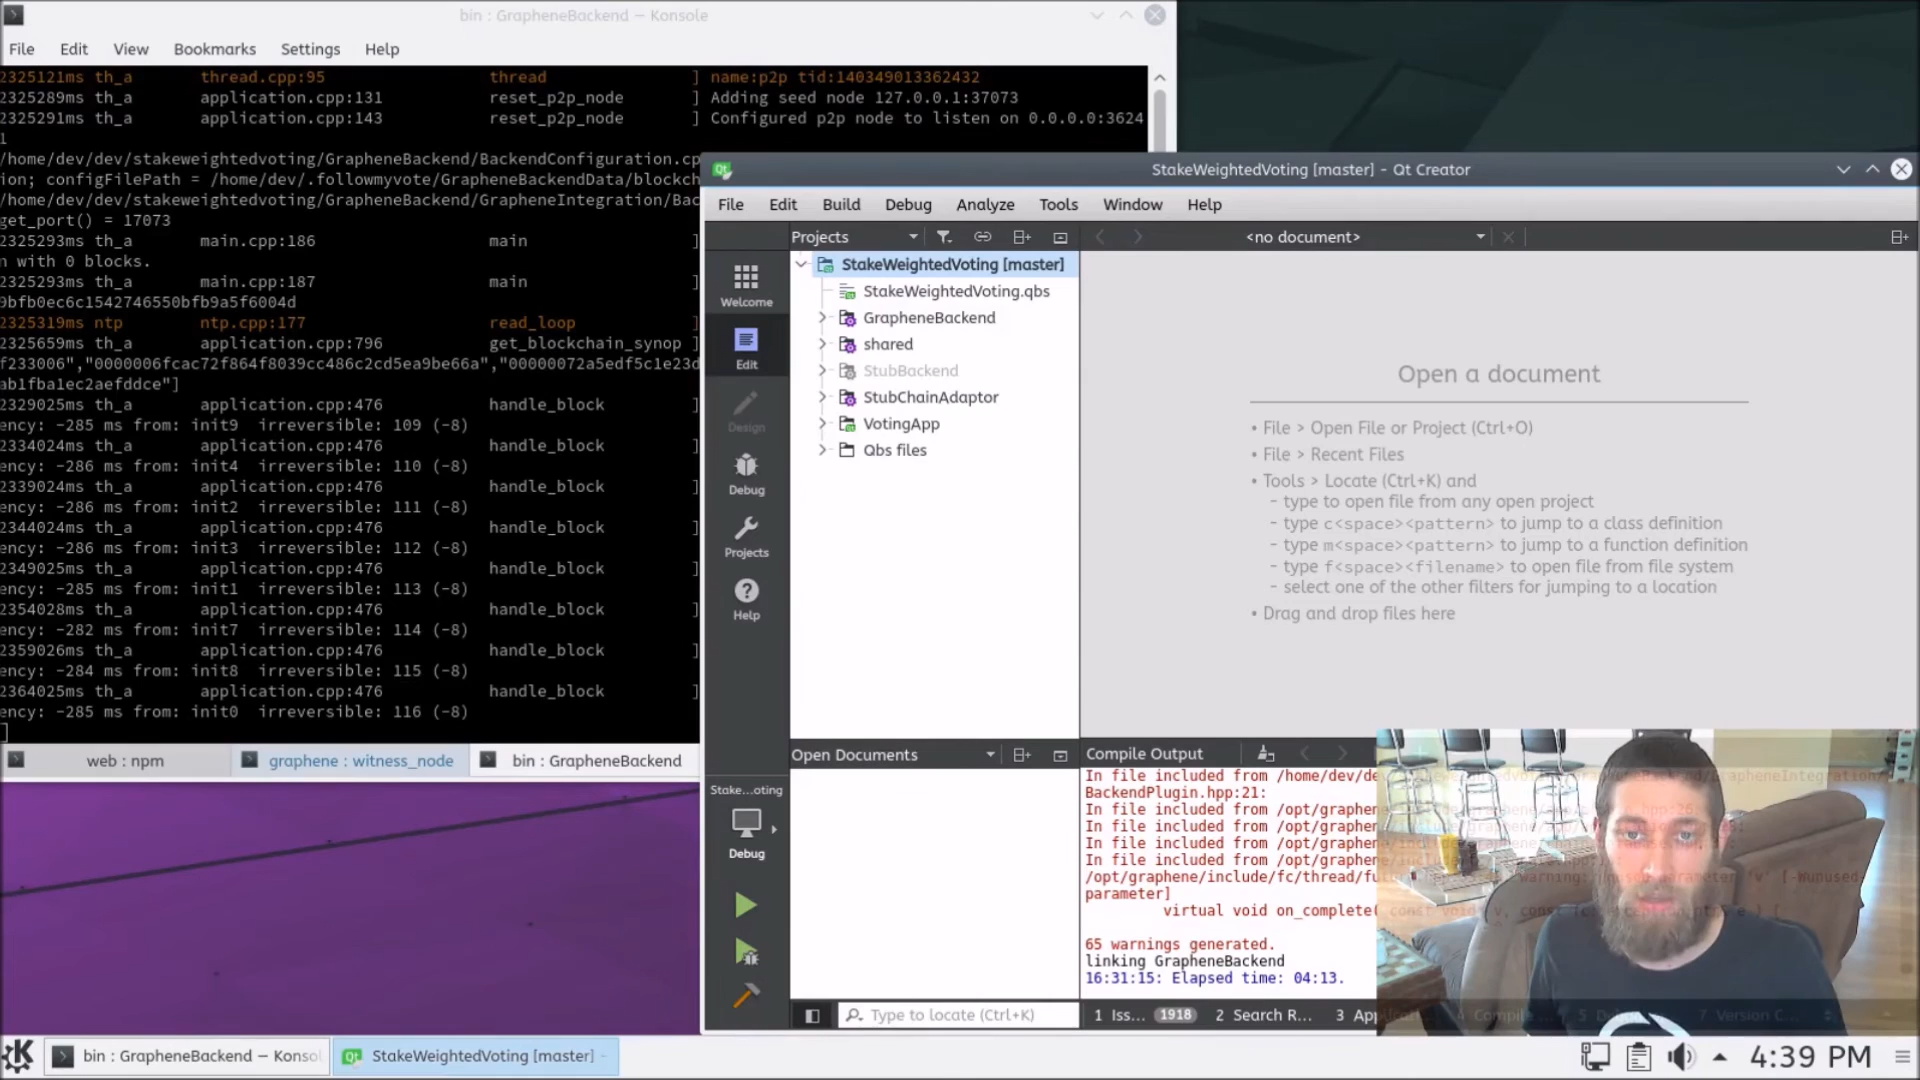 bin : GrapheneBackend — Konsole
File Edit View Bookmarks Settings Help
2325121ms th_a thread.cpp:95 thread ] name:p2p tid:140349013362432
2325289ms th_a application.cpp:131 reset_p2p_node ] Adding seed node 127.0.0.1:37073
2325291ms th_a application.cpp:143 reset_p2p_node ] Configured p2p node to listen on 0.0.0.0:3624
1
/home/dev/dev/stakeweightedvoting/GrapheneBackend/BackendConfiguration.cp
ion; configFilePath = /home/dev/.followmyvote/GrapheneBackendData/blockch
/home/dev/dev/stakeweightedvoting/GrapheneBackend/GrapheneIntegration/Bac
get_port() = 17073
2325293ms th_a main.cpp:186 main
n with 0 blocks.
2325293ms th_a main.cpp:187 main
9bfb0ec6c1542746550bfb9a5f6004d
2325319ms ntp ntp.cpp:177 read_loop ]
2325659ms th_a application.cpp:796 get_blockchain_synop ]
f233006","0000006fcac72f864f8039cc486c2cd5ea9be66a","00000072a5edf5c1e23d
ab1fba1ec2aefddce"]
2329025ms th_a application.cpp:476 handle_block ]
ency: -285 ms from: init9 irreversible: 109 (-8)
2334024ms th_a application.cpp:476 handle_block ]
ency: -286 ms from: init4 irreversible: 110 (-8)
2339024ms th_a application.cpp:476 handle_block ]
ency: -286 ms from: init2 irreversible: 111 (-8)
2344024ms th_a application.cpp:476 handle_block ]
ency: -286 ms from: init3 irreversible: 112 (-8)
2349025ms th_a application.cpp:476 handle_block ]
ency: -285 ms from: init1 irreversible: 113 (-8)
2354028ms th_a application.cpp:476 handle_block ]
ency: -282 ms from: init7 irreversible: 114 (-8)
2359026ms th_a application.cpp:476 handle_block ]
ency: -284 ms from: init8 irreversible: 115 (-8)
2364025ms th_a application.cpp:476 handle_block ]
ency: -285 ms from: init0 irreversible: 116 (-8)
web : npm graphene : witness_node bin : GrapheneBackend
StakeWeightedVoting [master] - Qt Creator
File Edit Build Debug Analyze Tools Window Help
Projects <no document>
Welcome
Edit
Design
Debug
Projects
Help
StakeWeightedVoting [master]
StakeWeightedVoting.qbs
GrapheneBackend
shared
StubBackend
StubChainAdaptor
VotingApp
Qbs files
Open a document
• File > Open File or Project (Ctrl+O)
• File > Recent Files
• Tools > Locate (Ctrl+K) and
- type to open file from any open project
- type c<space><pattern> to jump to a class definition
- type m<space><pattern> to jump to a function definition
- type f<space><filename> to open file from file system
- select one of the other filters for jumping to a location
• Drag and drop files here
Open Documents
Stake...oting
Debug
Compile Output
In file included from /home/dev/de
BackendPlugin.hpp:21:
In file included from /opt/graphen
In file included from /opt/graphen
In file included from /opt/graphen
In file included from /opt/graphen
/opt/graphene/include/fc/thread/fu warning: unused parameter 'v' [-Wunused-
parameter]
virtual void on_complete( const void* v, const fc::exception_ptr& e ) {
65 warnings generated.
linking GrapheneBackend
16:31:15: Elapsed time: 04:13.
Type to locate (Ctrl+K)
1 Iss... 1918 2 Search R... 3 Ap 4 Compile ... 7 Version C...
bin : GrapheneBackend — Konso
StakeWeightedVoting [master] -
4:39 PM